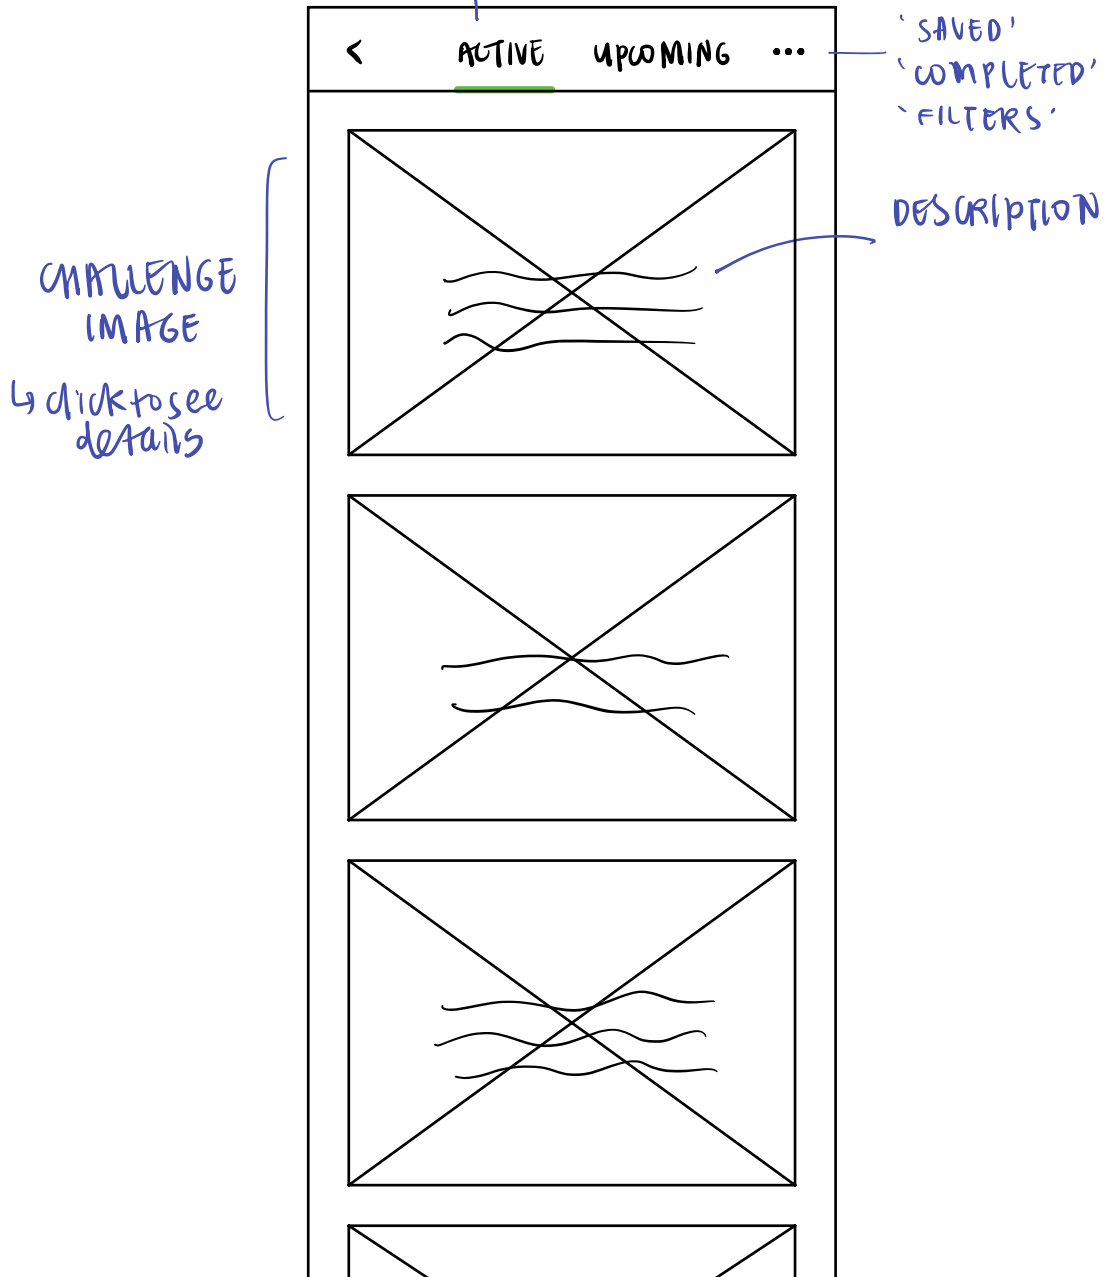 < ACTIVE UPCOMING •••
'SAVED'
'COMPLETED'
'FILTERS'
DESCRIPTION
CHALLENGE
IMAGE
↳ click to see
details